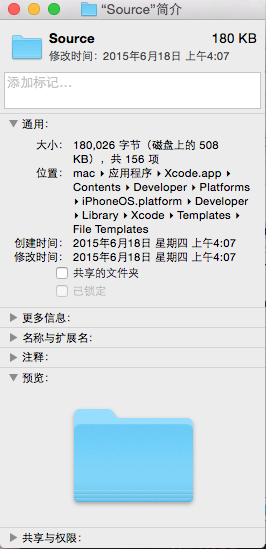 “Source”简介
Source 180 KB
修改时间：2015年6月18日 上午4:07
添加标记…
通用：
大小： 180,026 字节（磁盘上的 508
KB），共 156 项
位置： mac ▸ 应用程序 ▸ Xcode.app ▸
Contents ▸ Developer ▸ Platforms
▸ iPhoneOS.platform ▸ Developer
▸ Library ▸ Xcode ▸ Templates ▸
File Templates
创建时间： 2015年6月18日 星期四 上午4:07
修改时间： 2015年6月18日 星期四 上午4:07
共享的文件夹
已锁定
更多信息：
名称与扩展名：
注释：
预览：
共享与权限：